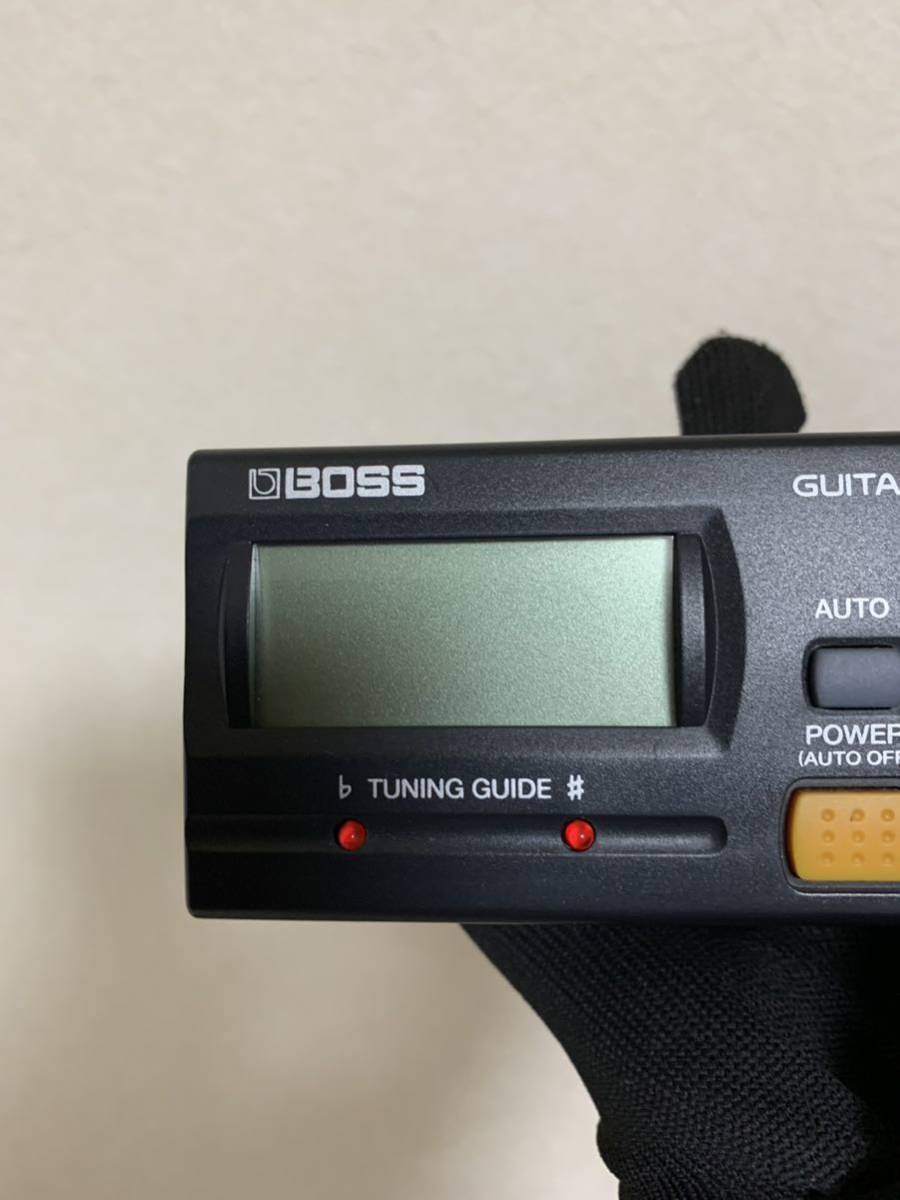 BOSS
GUITA
AUTO
POWER
(AUTO OFF
♭ TUNING GUIDE ♯